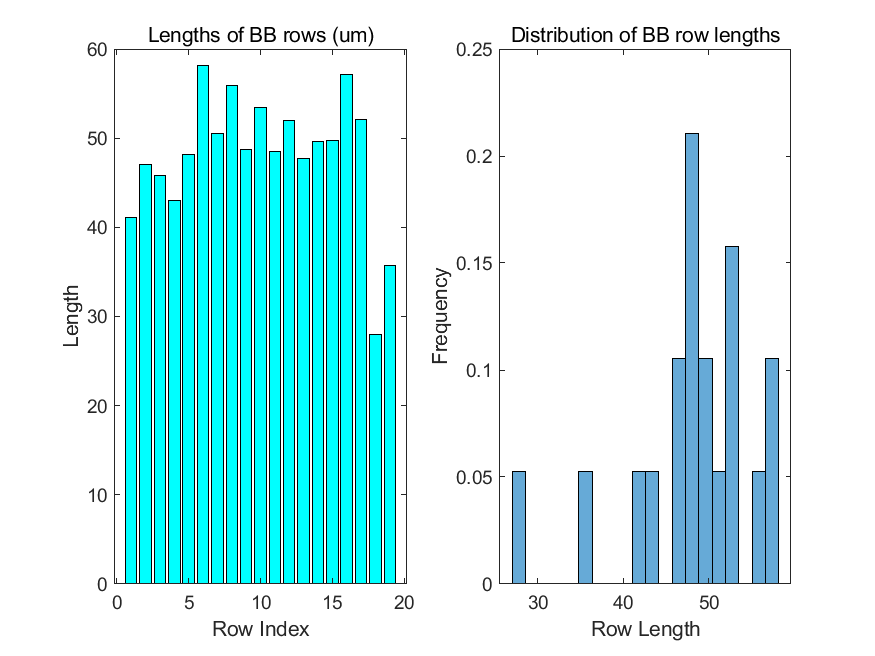 Lengths of BB rows (um)
60
50
40
30
20
10
0
0 5 10 15 20
Length
Row Index
Distribution of BB row lengths
0.25
0.2
0.15
0.1
0.05
0
30 40 50
Frequency
Row Length